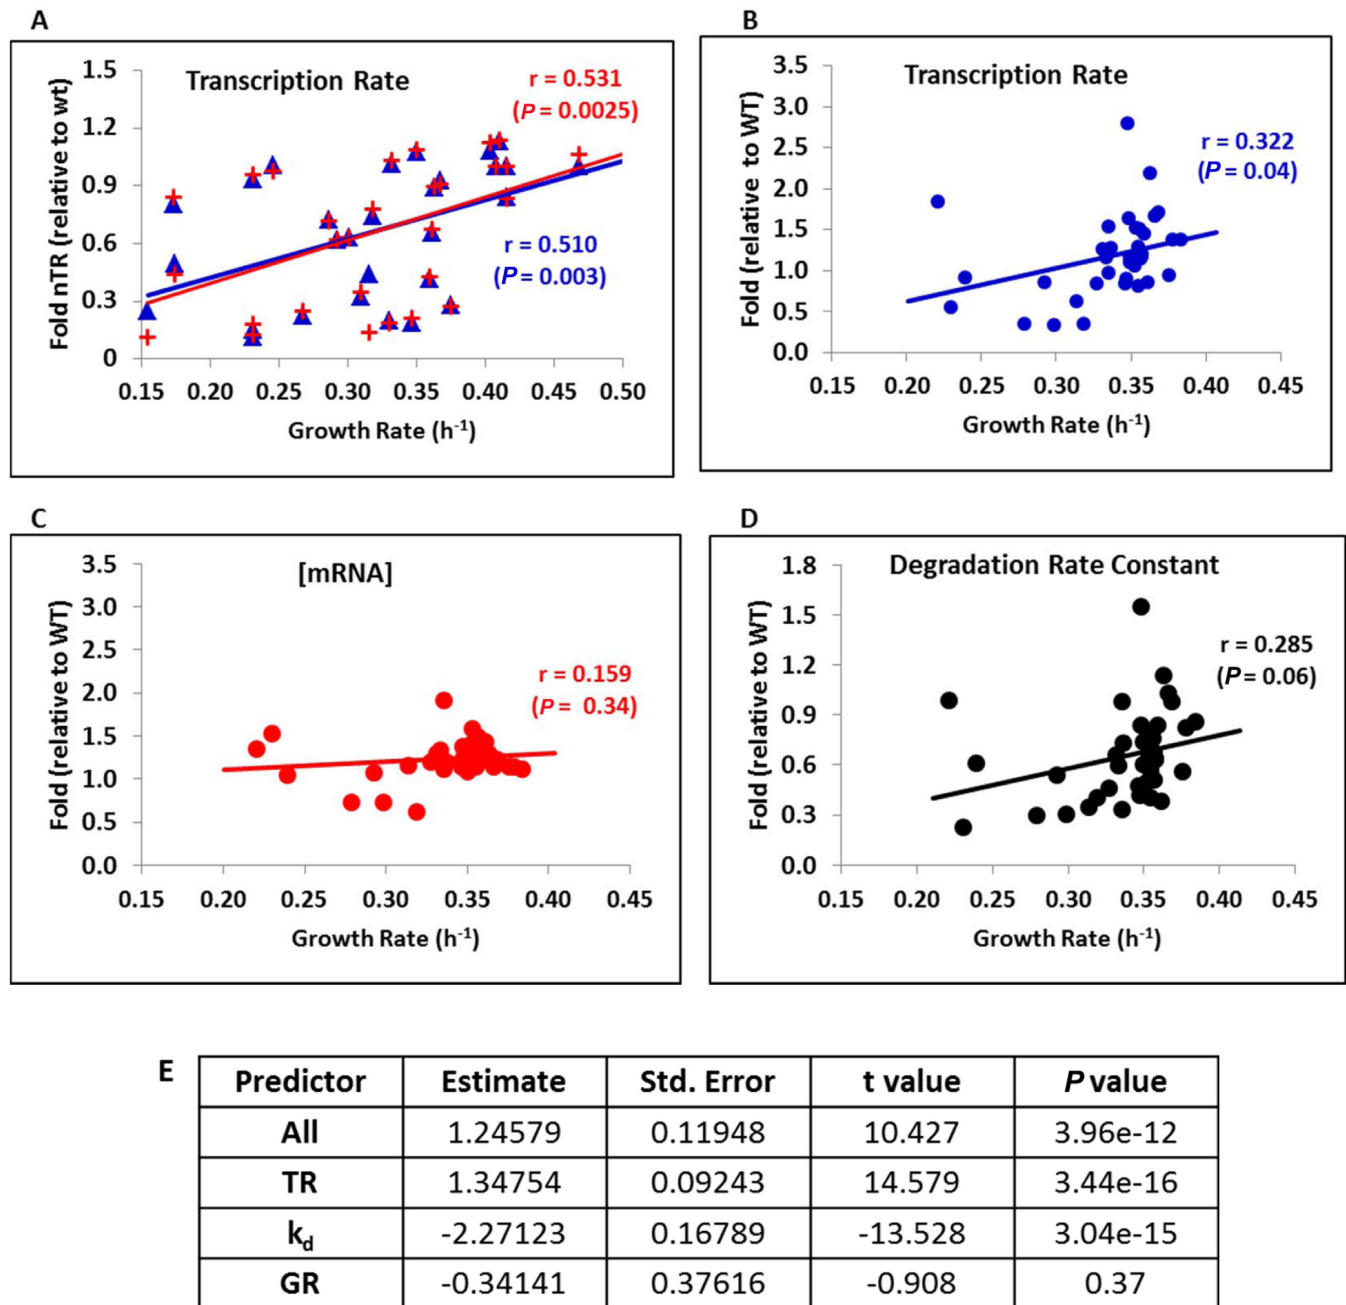 A
Fold nTR (relative to wt)
Transcription Rate
r = 0.531
(P = 0.0025)
r = 0.510
(P = 0.003)
1.5
1.2
0.9
0.6
0.3
0
0.15 0.20 0.25 0.30 0.35 0.40 0.45 0.50
Growth Rate (h-1)
B
Fold (relative to WT)
Transcription Rate
r = 0.322
(P = 0.04)
3.5
3.0
2.5
2.0
1.5
1.0
0.5
0.0
0.15 0.20 0.25 0.30 0.35 0.40 0.45
Growth Rate (h-1)
C
Fold (relative to WT)
[mRNA]
r = 0.159
(P = 0.34)
3.5
3.0
2.5
2.0
1.5
1.0
0.5
0.0
0.15 0.20 0.25 0.30 0.35 0.40 0.45
Growth Rate (h-1)
D
Fold (relative to WT)
Degradation Rate Constant
r = 0.285
(P = 0.06)
1.8
1.5
1.2
0.9
0.6
0.3
0.0
0.15 0.20 0.25 0.30 0.35 0.40 0.45
Growth Rate (h-1)
E
Predictor Estimate Std. Error t value P value
All 1.24579 0.11948 10.427 3.96e-12
TR 1.34754 0.09243 14.579 3.44e-16
kd -2.27123 0.16789 -13.528 3.04e-15
GR -0.34141 0.37616 -0.908 0.37